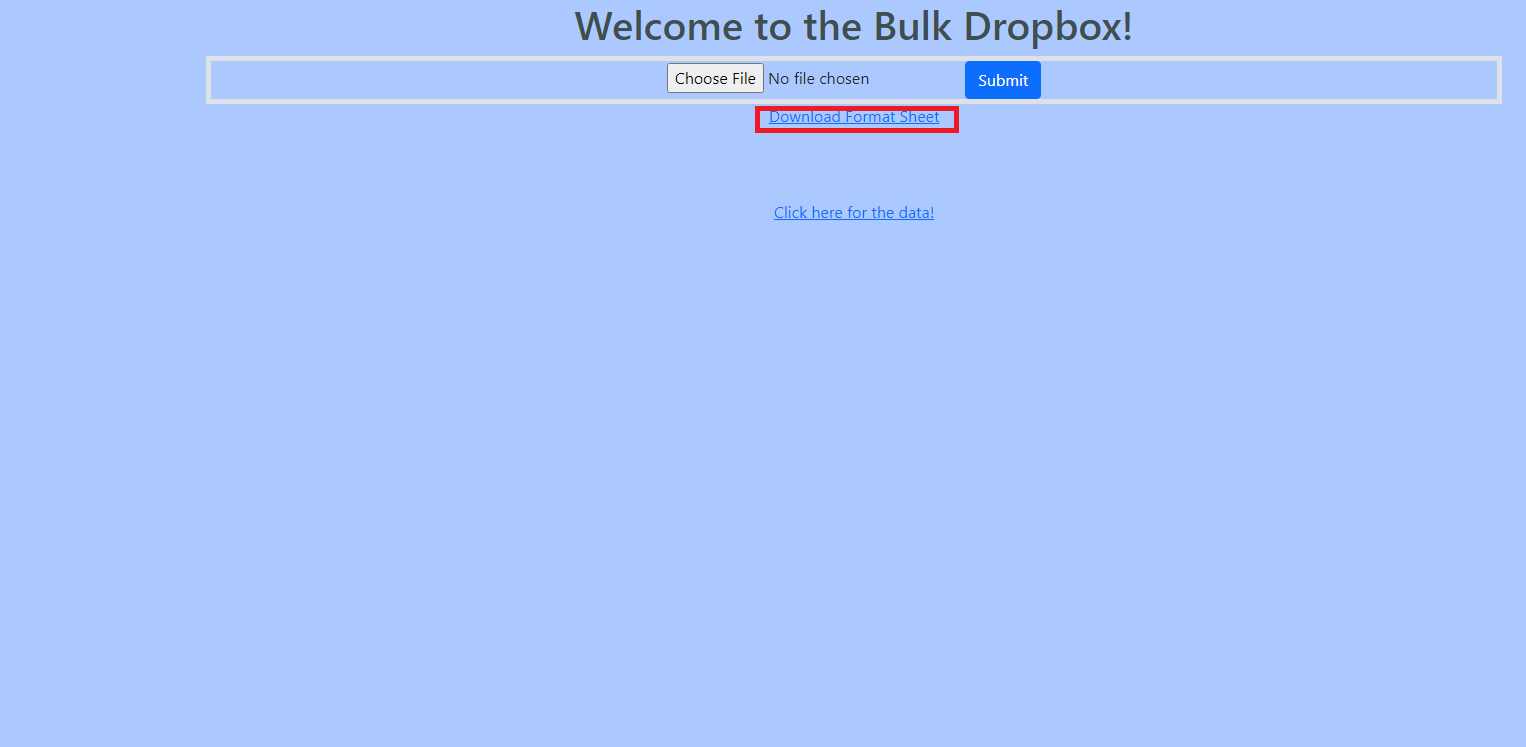 Welcome to the Bulk Dropbox!
Choose File No file chosen Submit
Download Format Sheet
Click here for the data!